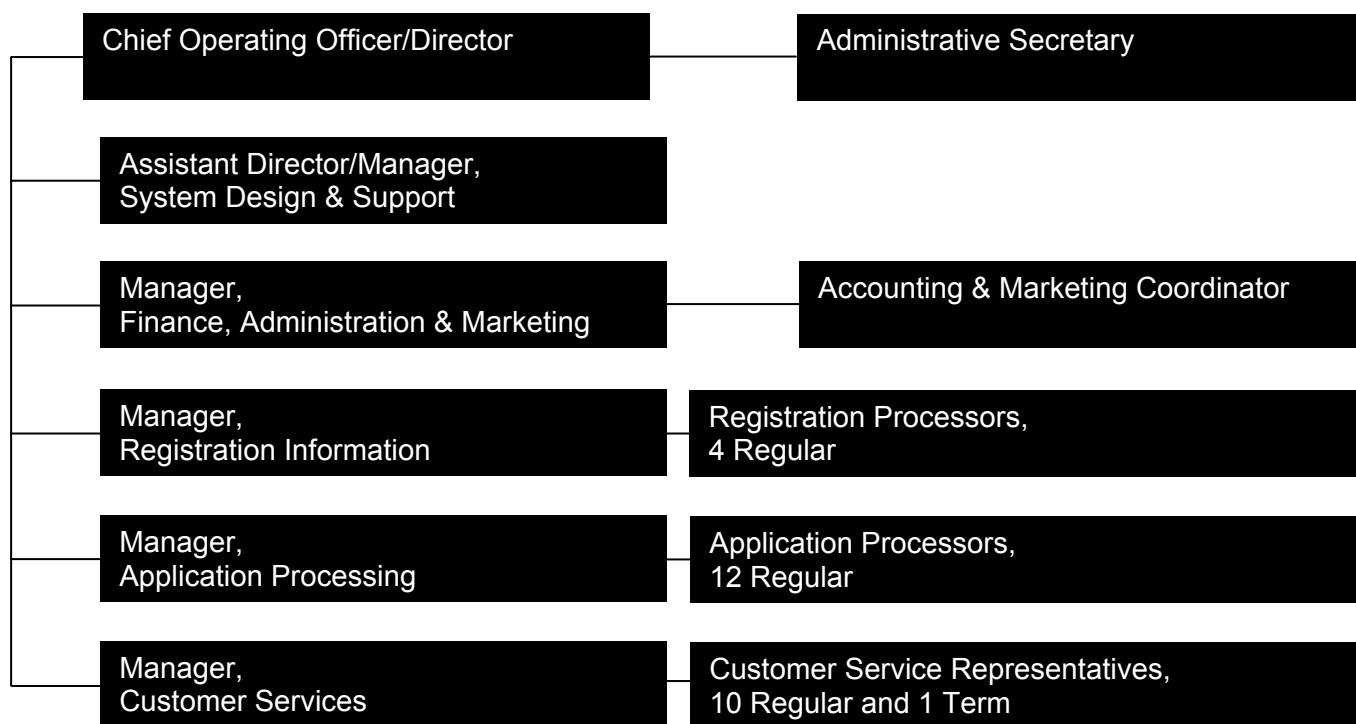 Chief Operating Officer/Director
Administrative Secretary
Assistant Director/Manager,
System Design & Support
Manager,
Finance, Administration & Marketing
Accounting & Marketing Coordinator
Manager,
Registration Information
Registration Processors,
4 Regular
Manager,
Application Processing
Application Processors,
12 Regular
Manager,
Customer Services
Customer Service Representatives,
10 Regular and 1 Term